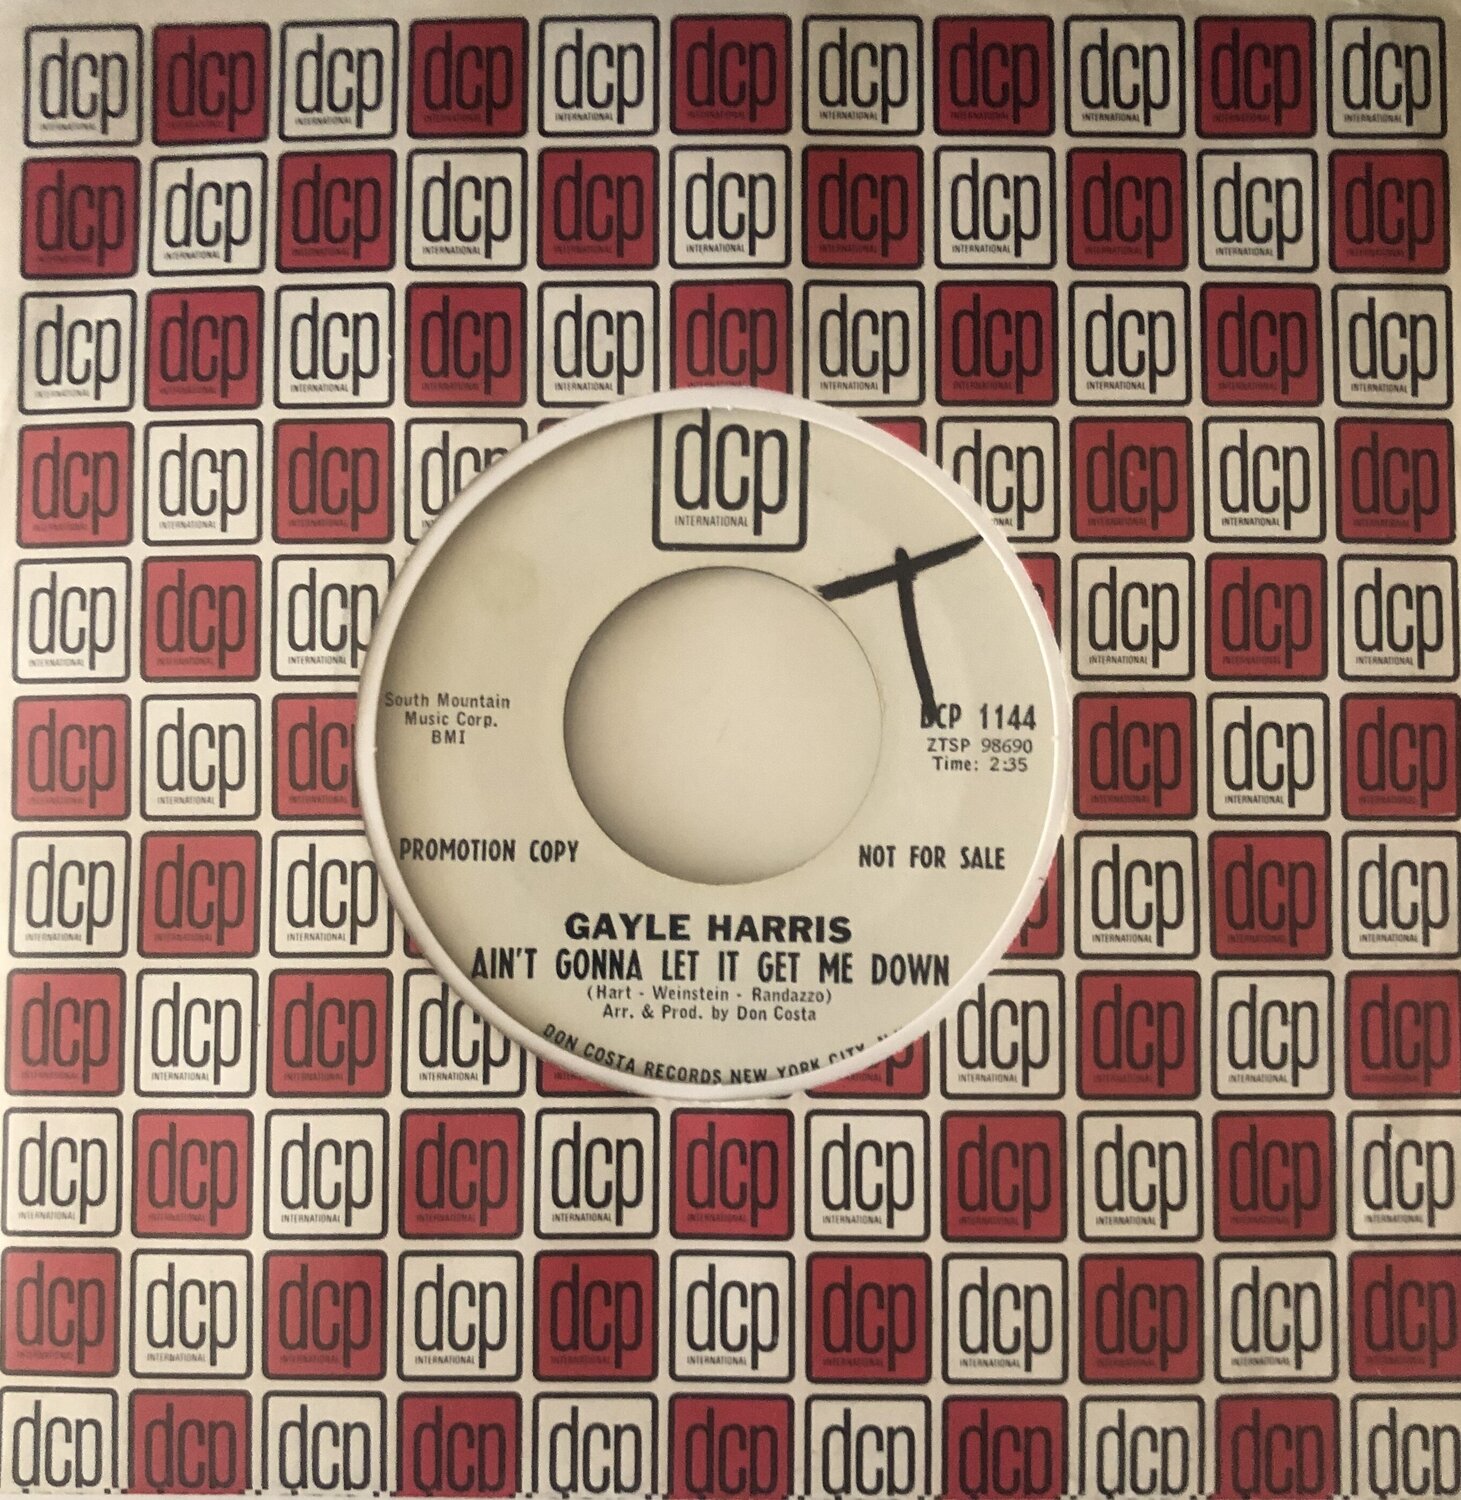 dcp
INTERNATIONAL
South Mountain
Music Corp.
BMI
DCP 1144
ZTSP 98690
Time: 2:35
PROMOTION COPY
NOT FOR SALE
GAYLE HARRIS
AIN'T GONNA LET IT GET ME DOWN
(Hart - Weinstein - Randazzo)
Arr. & Prod. by Don Costa
DON COSTA RECORDS NEW YORK CITY, N.